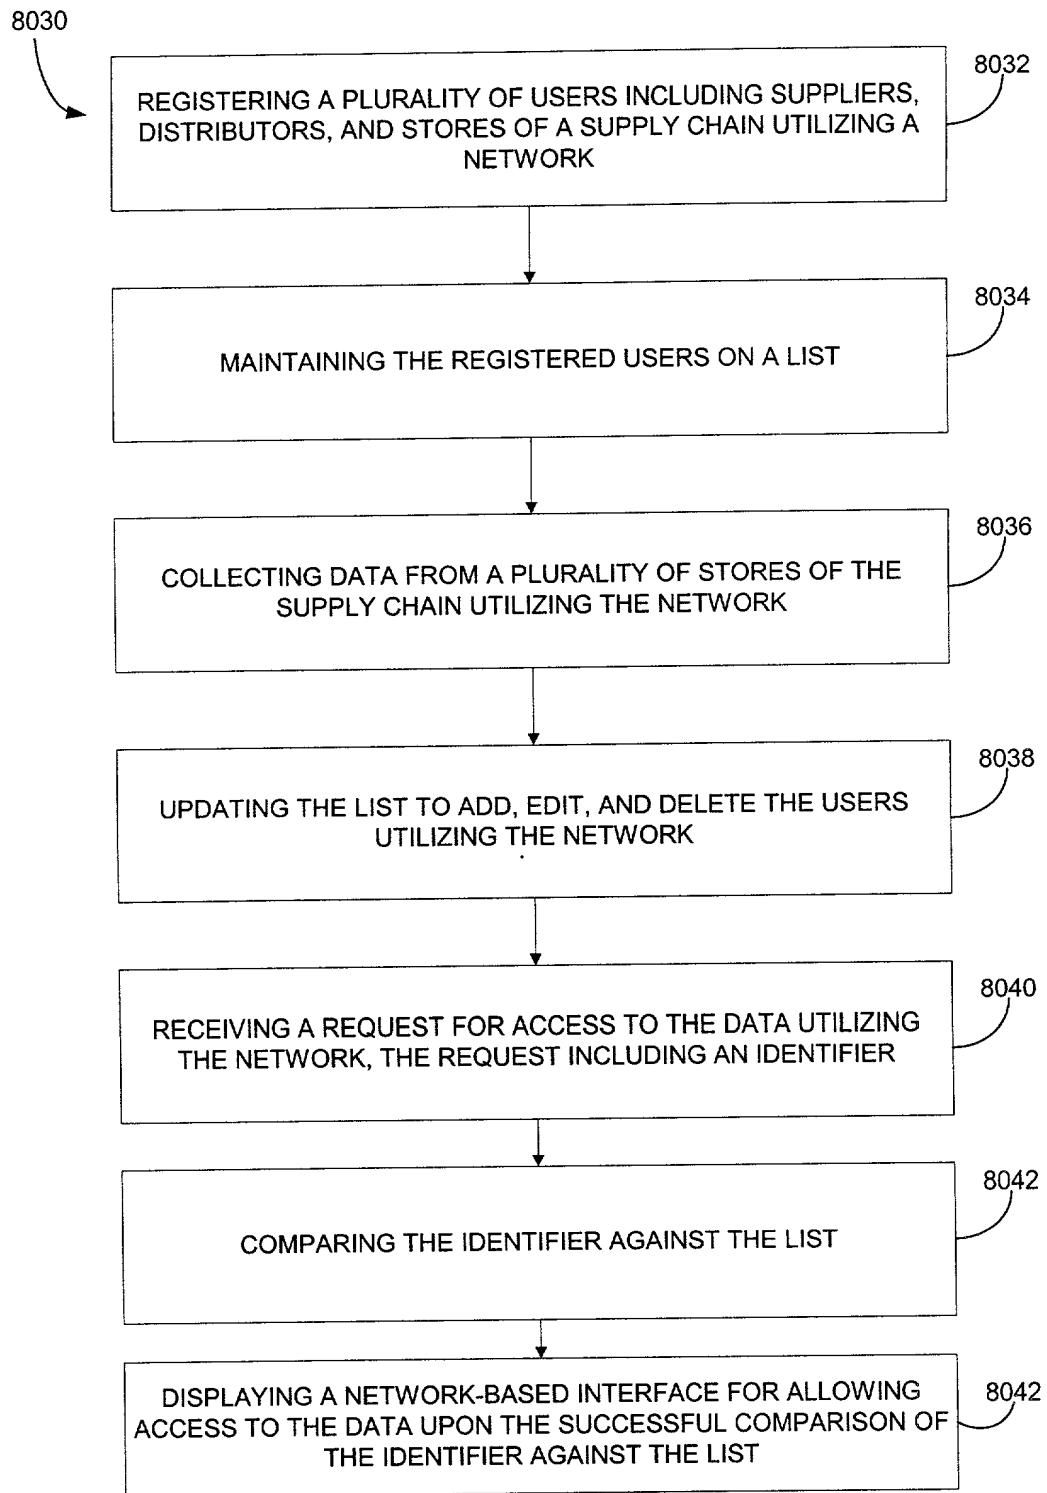 8030
8032
REGISTERING A PLURALITY OF USERS INCLUDING SUPPLIERS,
DISTRIBUTORS, AND STORES OF A SUPPLY CHAIN UTILIZING A
NETWORK
8034
MAINTAINING THE REGISTERED USERS ON A LIST
8036
COLLECTING DATA FROM A PLURALITY OF STORES OF THE
SUPPLY CHAIN UTILIZING THE NETWORK
8038
UPDATING THE LIST TO ADD, EDIT, AND DELETE THE USERS
UTILIZING THE NETWORK
8040
RECEIVING A REQUEST FOR ACCESS TO THE DATA UTILIZING
THE NETWORK, THE REQUEST INCLUDING AN IDENTIFIER
8042
COMPARING THE IDENTIFIER AGAINST THE LIST
8042
DISPLAYING A NETWORK-BASED INTERFACE FOR ALLOWING
ACCESS TO THE DATA UPON THE SUCCESSFUL COMPARISON OF
THE IDENTIFIER AGAINST THE LIST